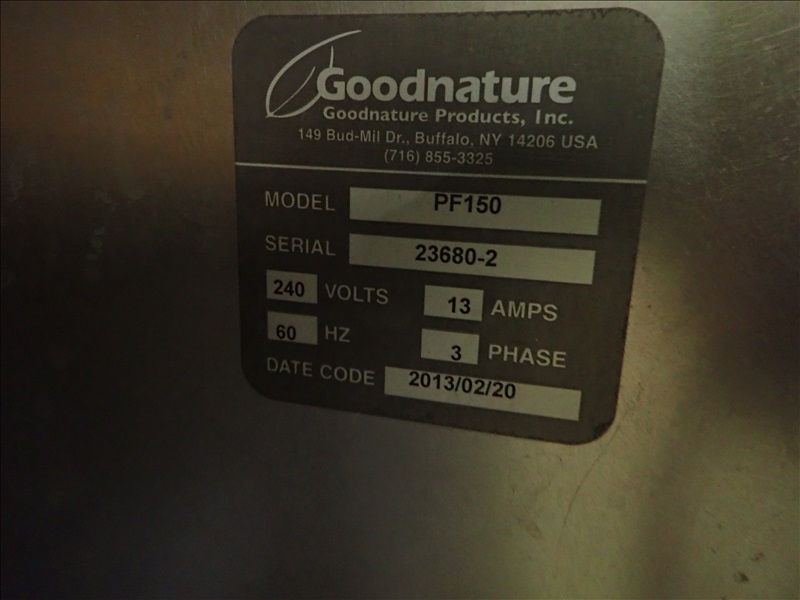 Goodnature
Goodnature Products, Inc.
149 Bud-Mil Dr., Buffalo, NY 14206 USA
(716) 855-3325
MODEL PF150
SERIAL 23680-2
240 VOLTS 13 AMPS
60 HZ 3 PHASE
DATE CODE 2013/02/20